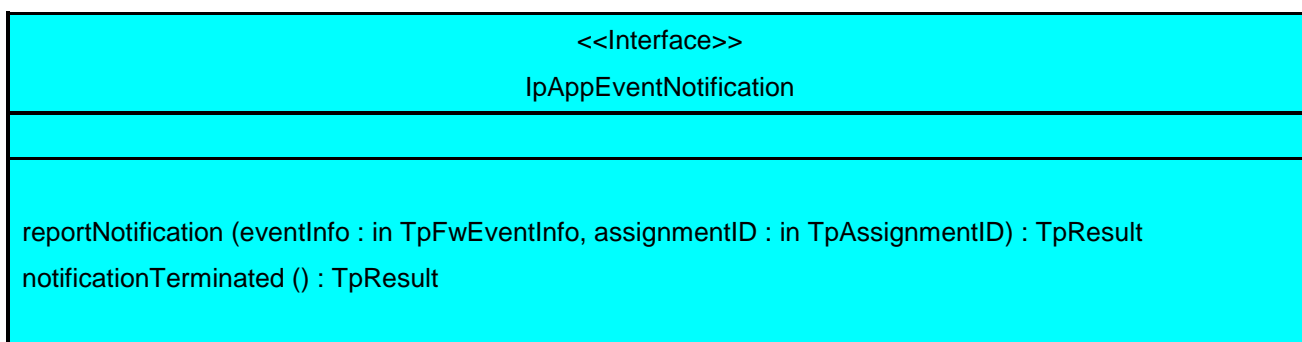 <<Interface>>
IpAppEventNotification
reportNotification (eventInfo : in TpFwEventInfo, assignmentID : in TpAssignmentID) : TpResult
notificationTerminated () : TpResult